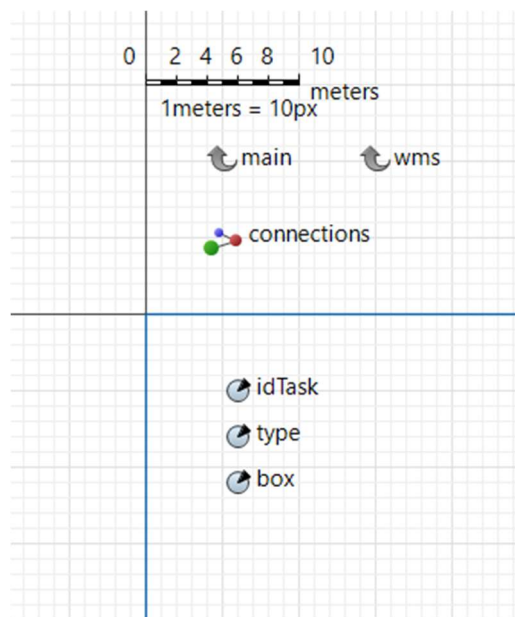 0 2 4 6 8 10
meters
1meters = 10px
main wms
connections
idTask
type
box